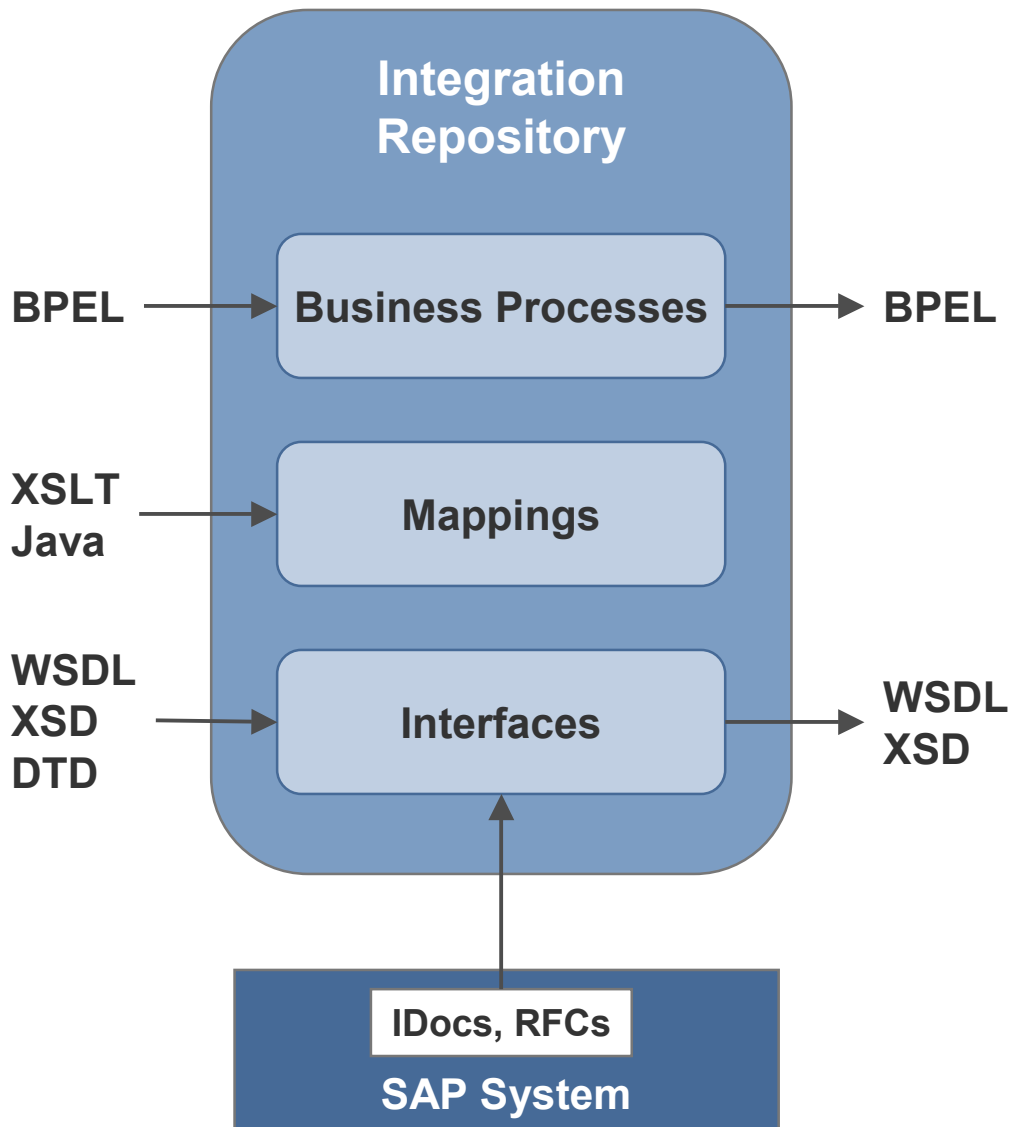 Integration
Repository
BPEL
Business Processes
BPEL
XSLT
Java
Mappings
WSDL
XSD
DTD
Interfaces
WSDL
XSD
IDocs, RFCs
SAP System